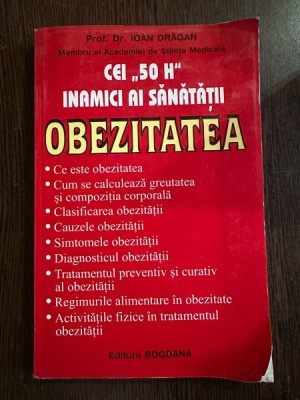 Prof. Dr. IOAN DRĂGAN
Membru al Academiei de Științe Medicale
CEI „50 H"
INAMICI AI SĂNĂTĂȚII
OBEZITATEA
• Ce este obezitatea
• Cum se calculează greutatea
și compoziția corporală
• Clasificarea obezității
• Cauzele obezității
• Simtomele obezității
• Diagnosticul obezității
• Tratamentul preventiv și curativ
al obezității
• Regimurile alimentare în obezitate
• Activitățile fizice în tratamentul
obezității
Editura BOGDANA